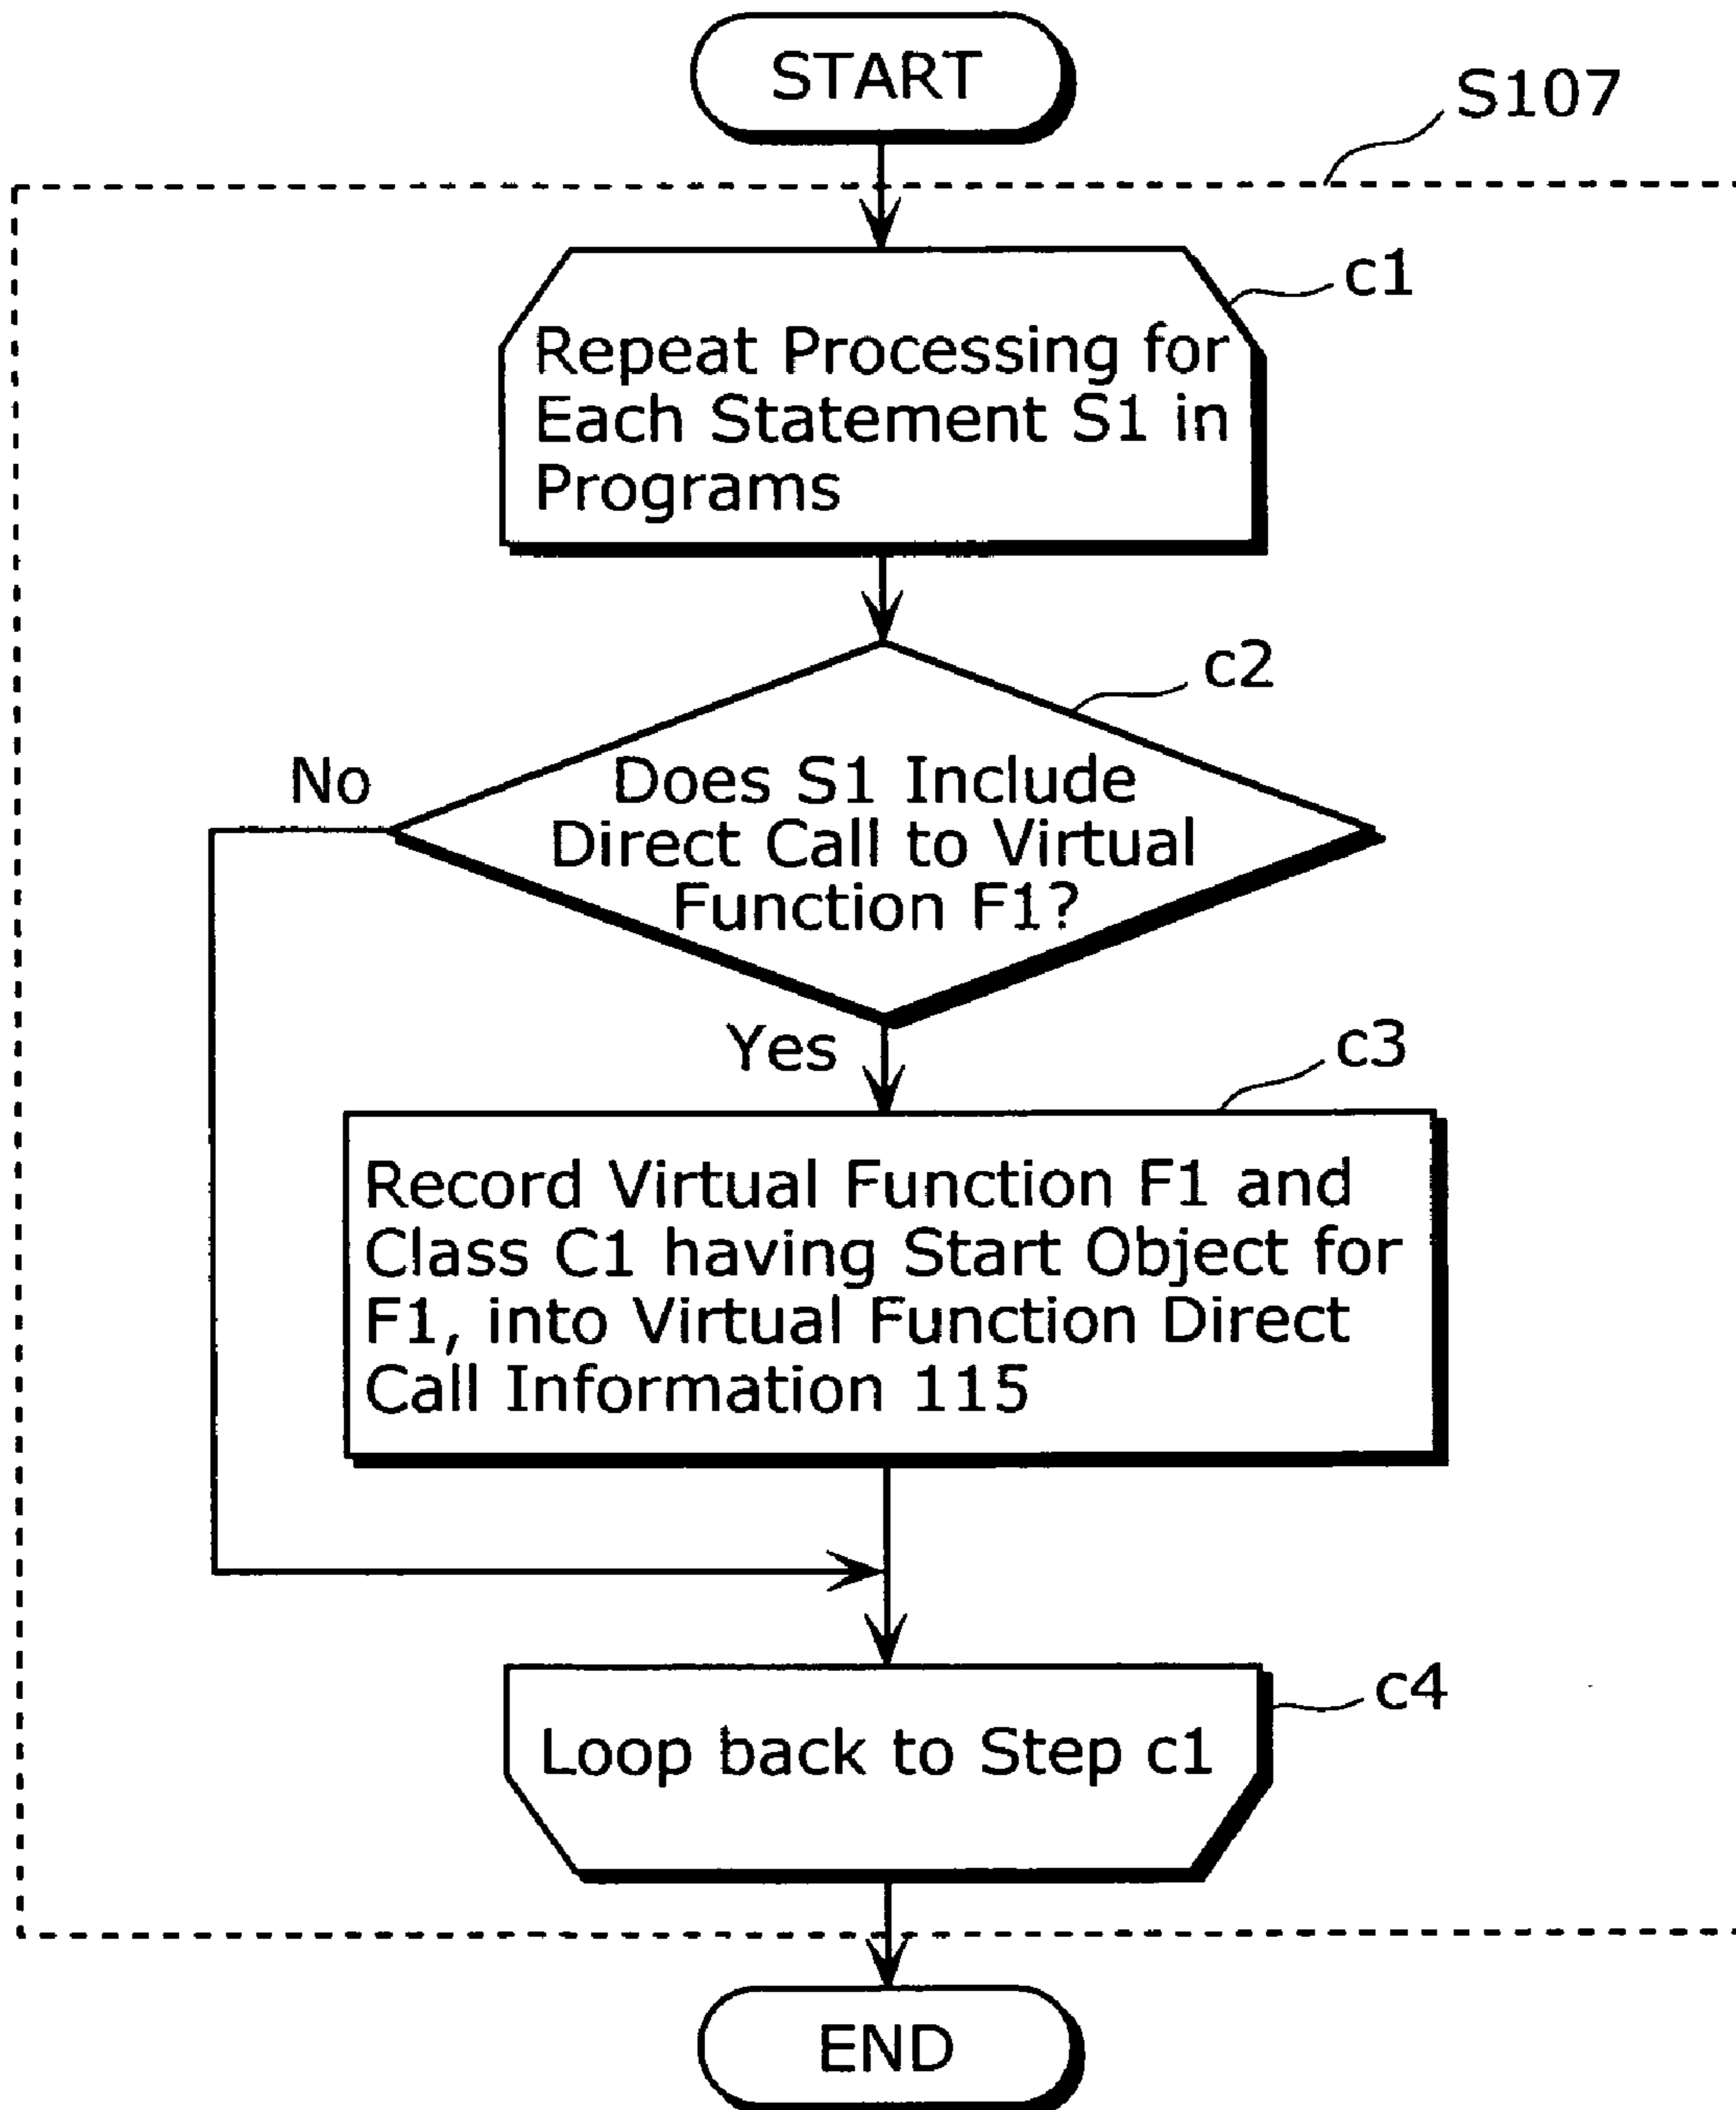 START
S107
c1
Repeat Processing for
Each Statement S1 in
Programs
c2
No
Does S1 Include
Direct Call to Virtual
Function F1?
Yes
c3
Record Virtual Function F1 and
Class C1 having Start Object for
F1, into Virtual Function Direct
Call Information 115
c4
Loop back to Step c1
END